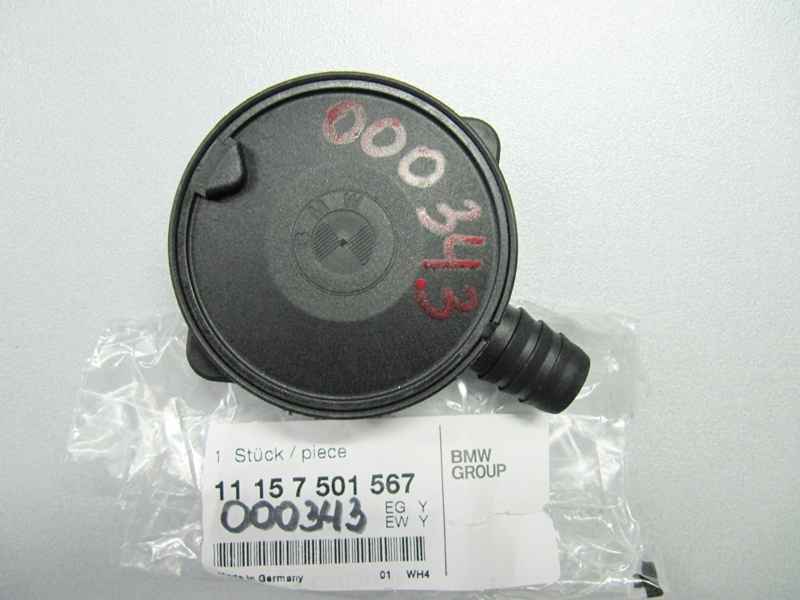 000343
BMW
1 Stück / piece
11 15 7 501 567
000343
EG Y
EW Y
Made in Germany
01 WH4
BMW
GROUP